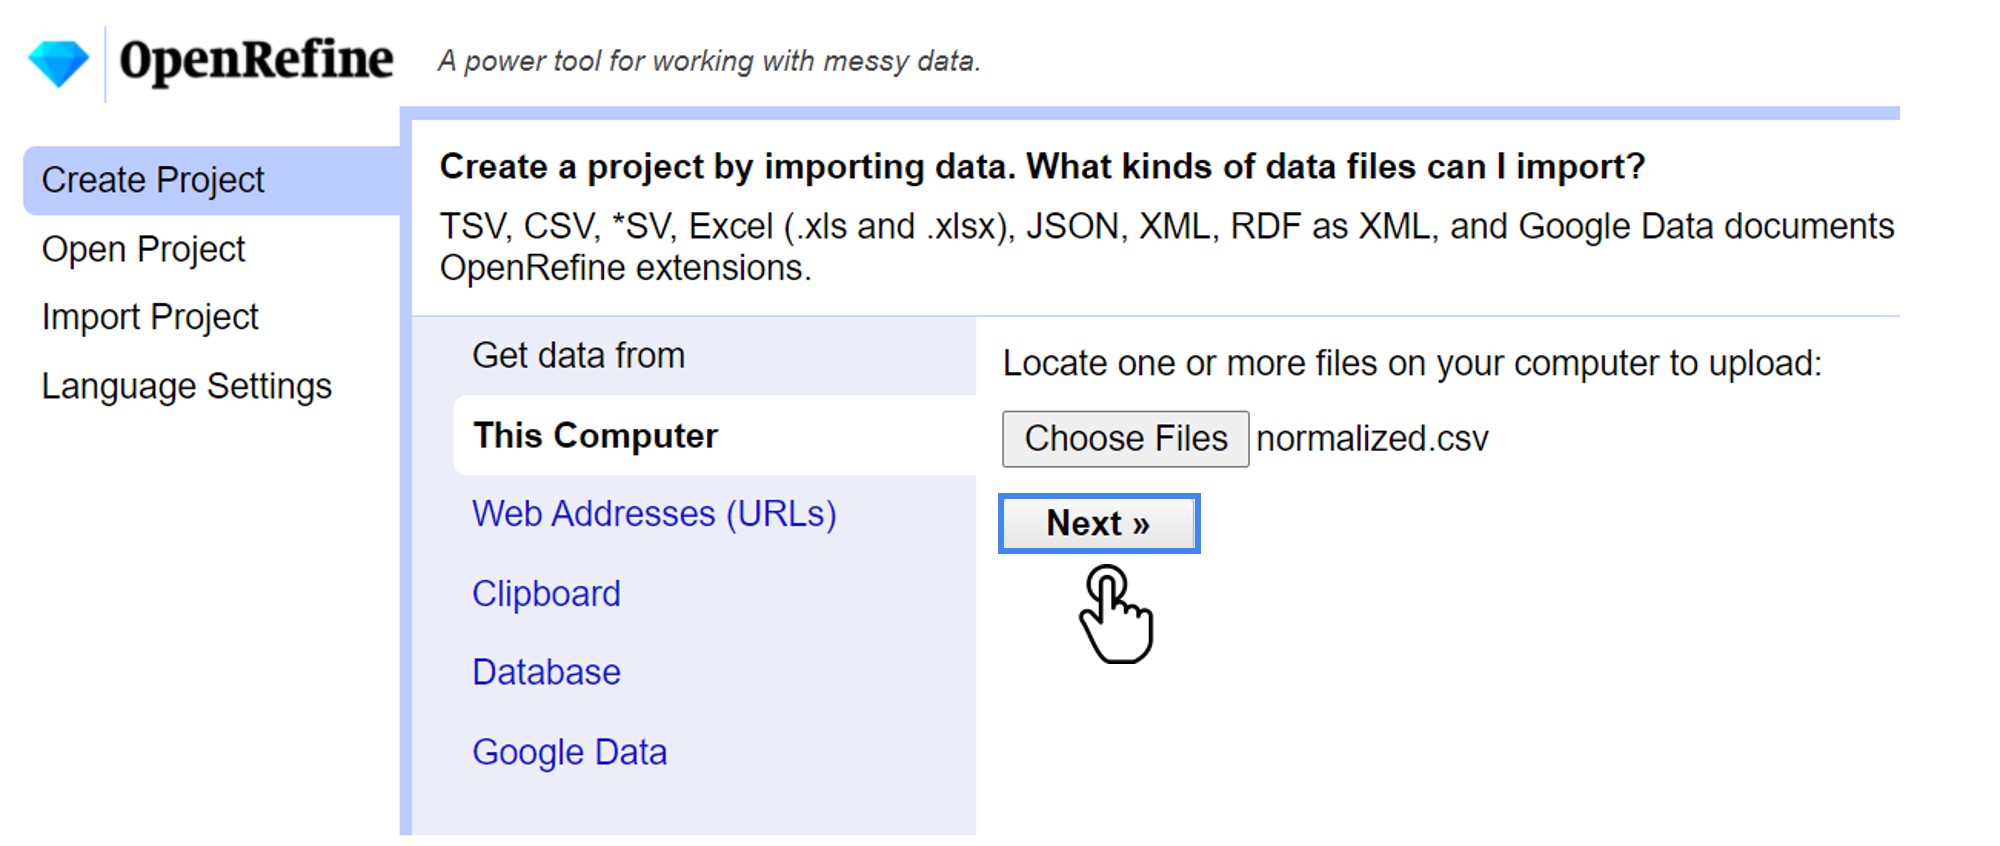 OpenRefine
A power tool for working with messy data.
Create Project
Open Project
Import Project
Language Settings
Create a project by importing data. What kinds of data files can I import?
TSV, CSV, *SV, Excel (.xls and .xlsx), JSON, XML, RDF as XML, and Google Data documents
OpenRefine extensions.
Get data from
This Computer
Web Addresses (URLs)
Clipboard
Database
Google Data
Locate one or more files on your computer to upload:
Choose Files normalized.csv
Next »